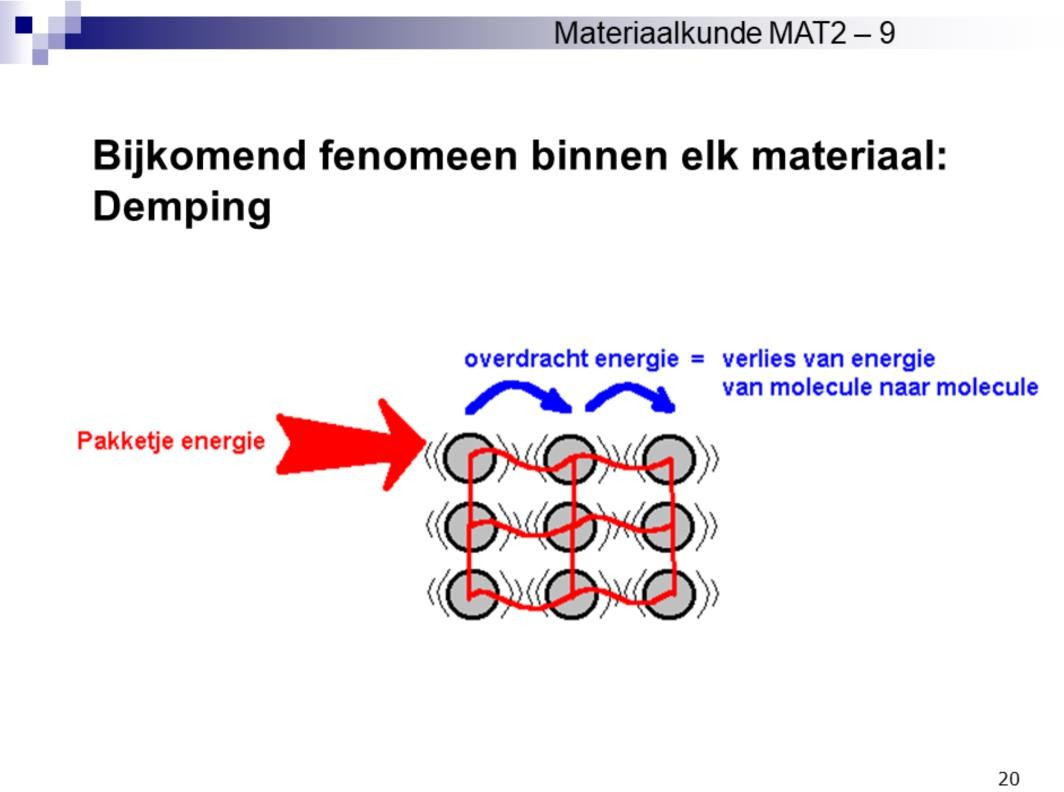 Materiaalkunde MAT2 – 9
Bijkomend fenomeen binnen elk materiaal:
Demping
overdracht energie = verlies van energie
van molecule naar molecule
Pakketje energie
20